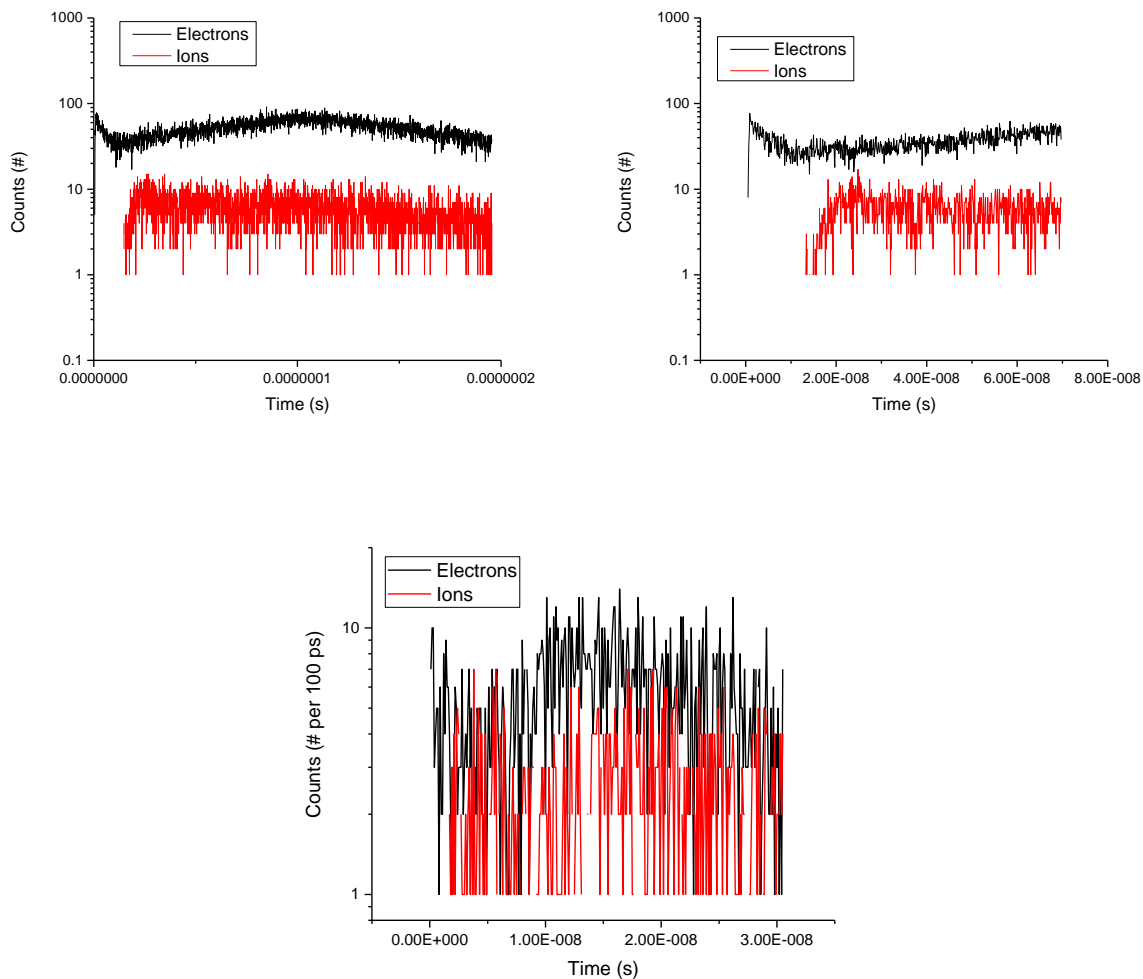 1000
100
10
1
0.1
Counts (#)
Electrons
Ions
0.0000000
0.0000001
0.0000002
Time (s)
1000
100
10
1
0.1
Counts (#)
Electrons
Ions
0.00E+000
2.00E-008
4.00E-008
6.00E-008
8.00E-008
Time (s)
10
1
Counts (# per 100 ps)
Electrons
Ions
0.00E+000
1.00E-008
2.00E-008
3.00E-008
Time (s)